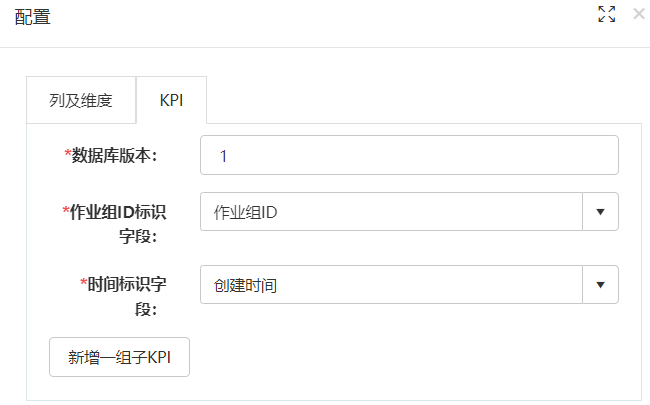 配置
列及维度
KPI
*数据库版本：
1
*作业组ID标识
字段：
作业组ID
*时间标识字
段：
创建时间
新增一组子KPI